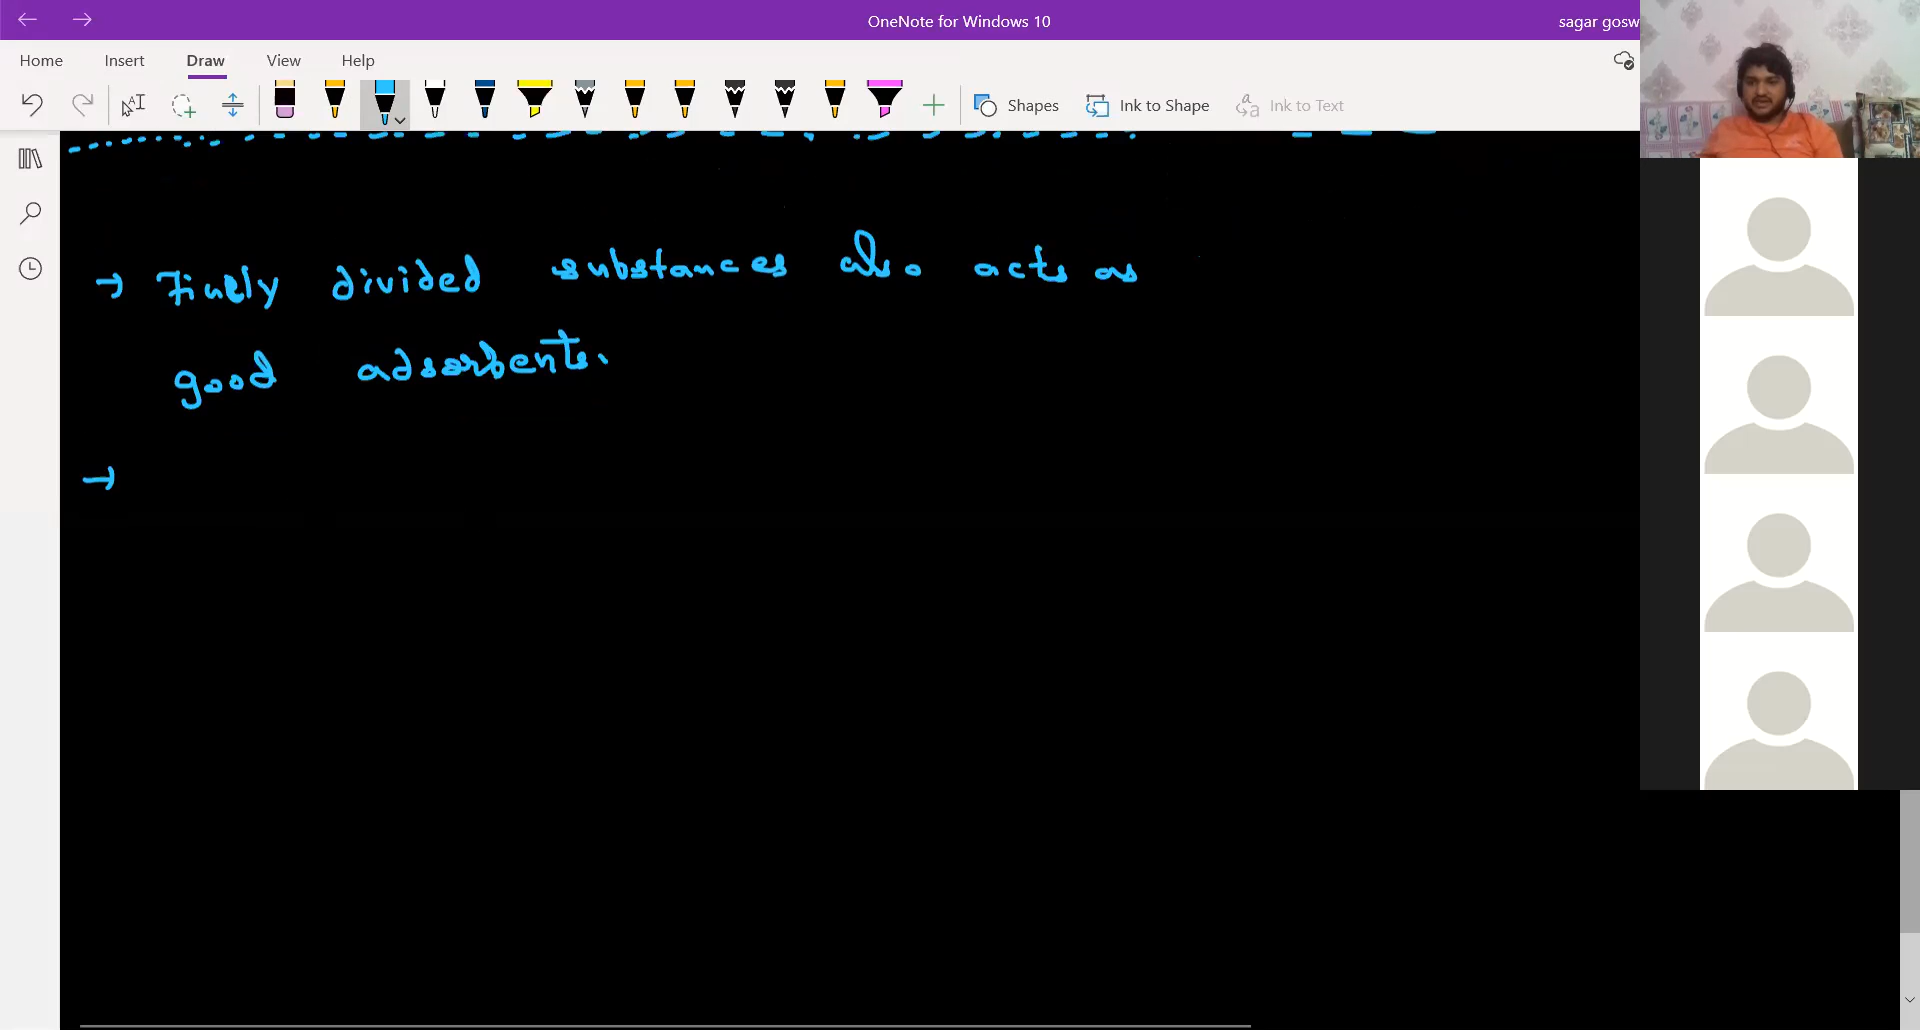 OneNote for Windows 10
sagar gosw
Home Insert Draw View Help
Shapes Ink to Shape Ink to Text
→ Finely divided substances also acts as
good adsorbents.
→